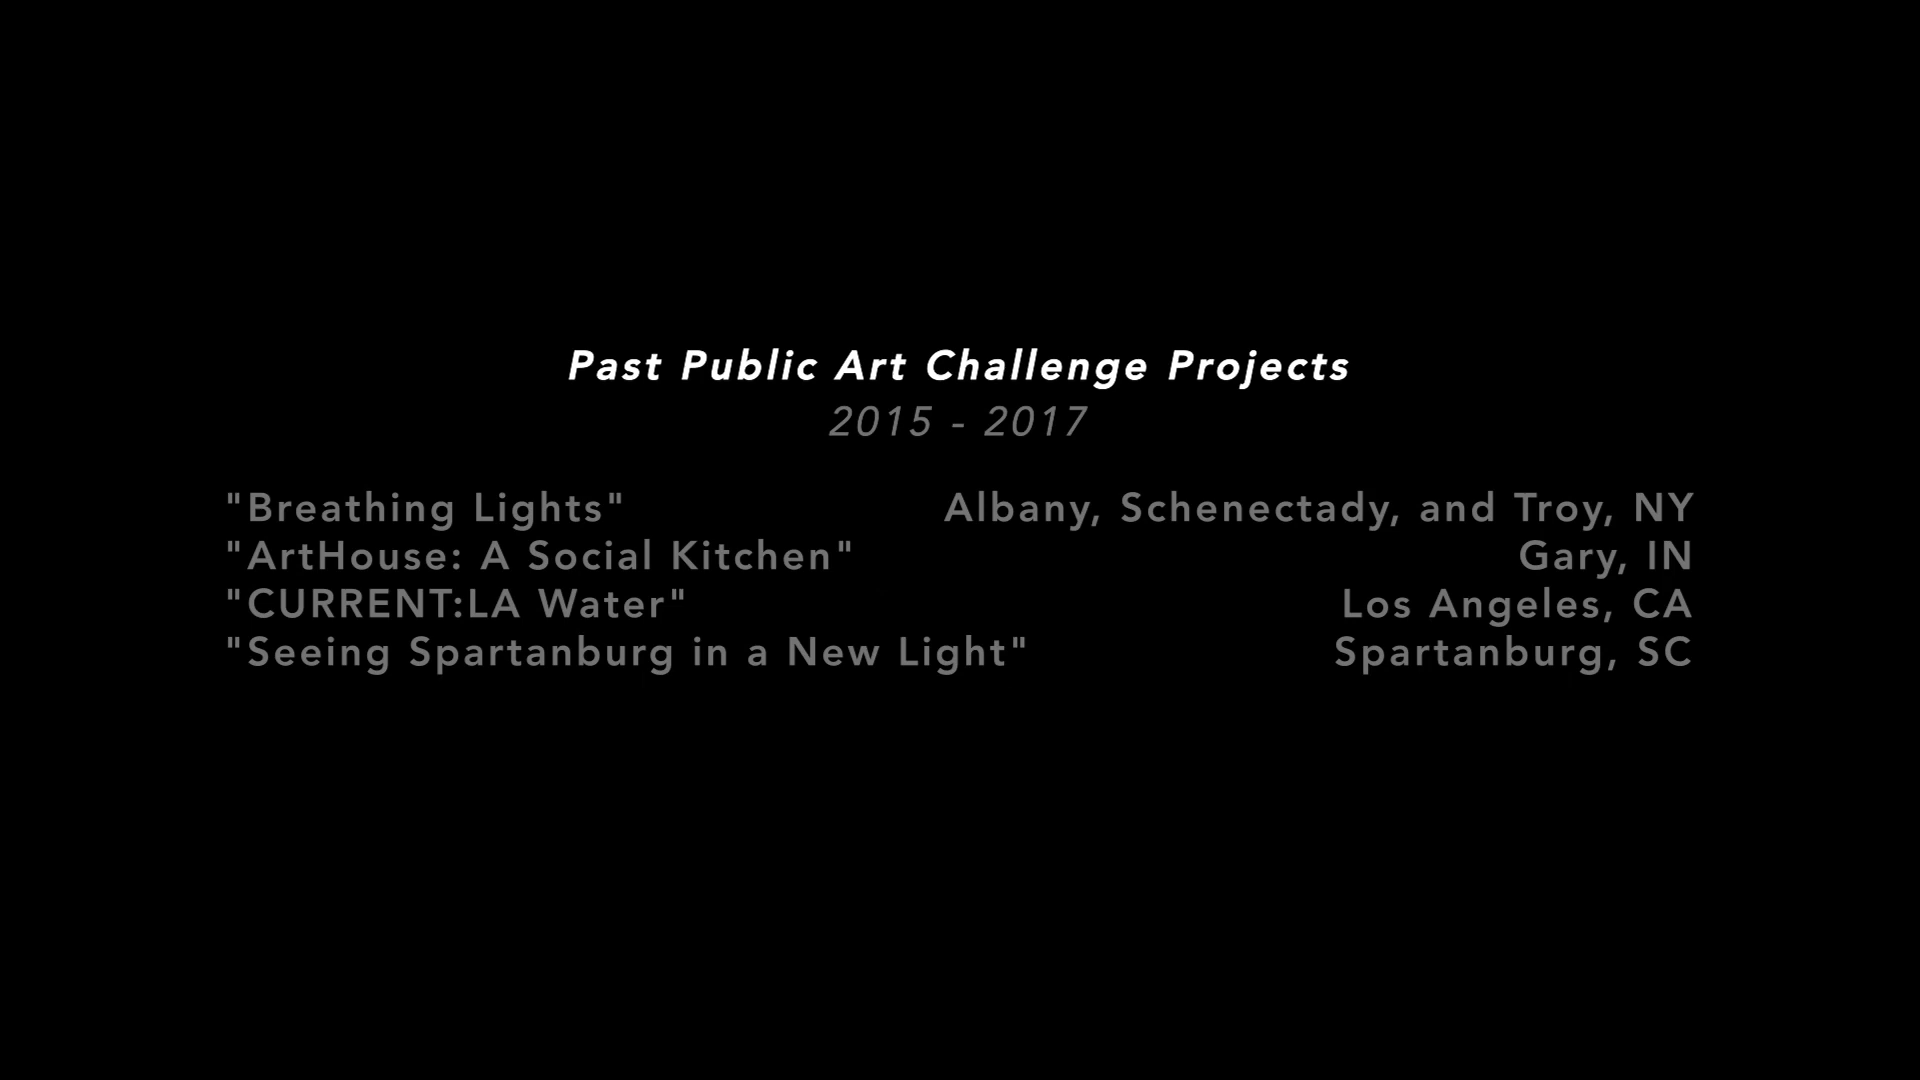 Past Public Art Challenge Projects
2015 - 2017
"Breathing Lights" Albany, Schenectady, and Troy, NY
"ArtHouse: A Social Kitchen" Gary, IN
"CURRENT:LA Water" Los Angeles, CA
"Seeing Spartanburg in a New Light" Spartanburg, SC